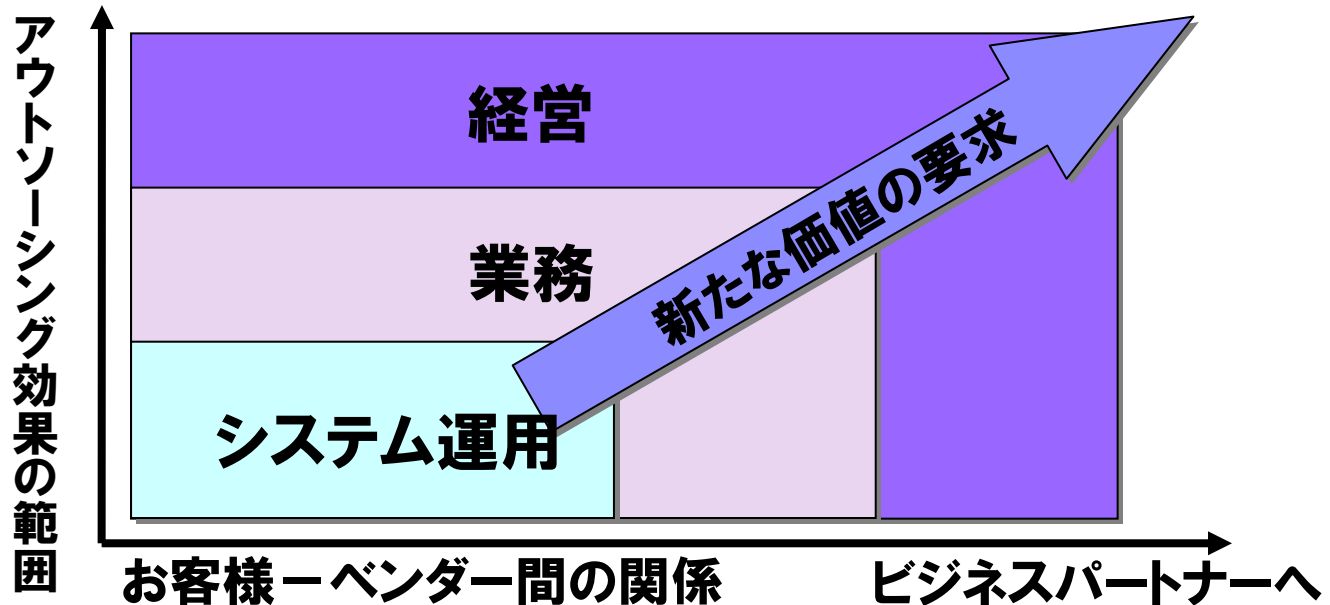 アウトソーシング効果の範囲
経営
業務
新たな価値の要求
システム運用
お客様－ベンダー間の関係
ビジネスパートナーへ